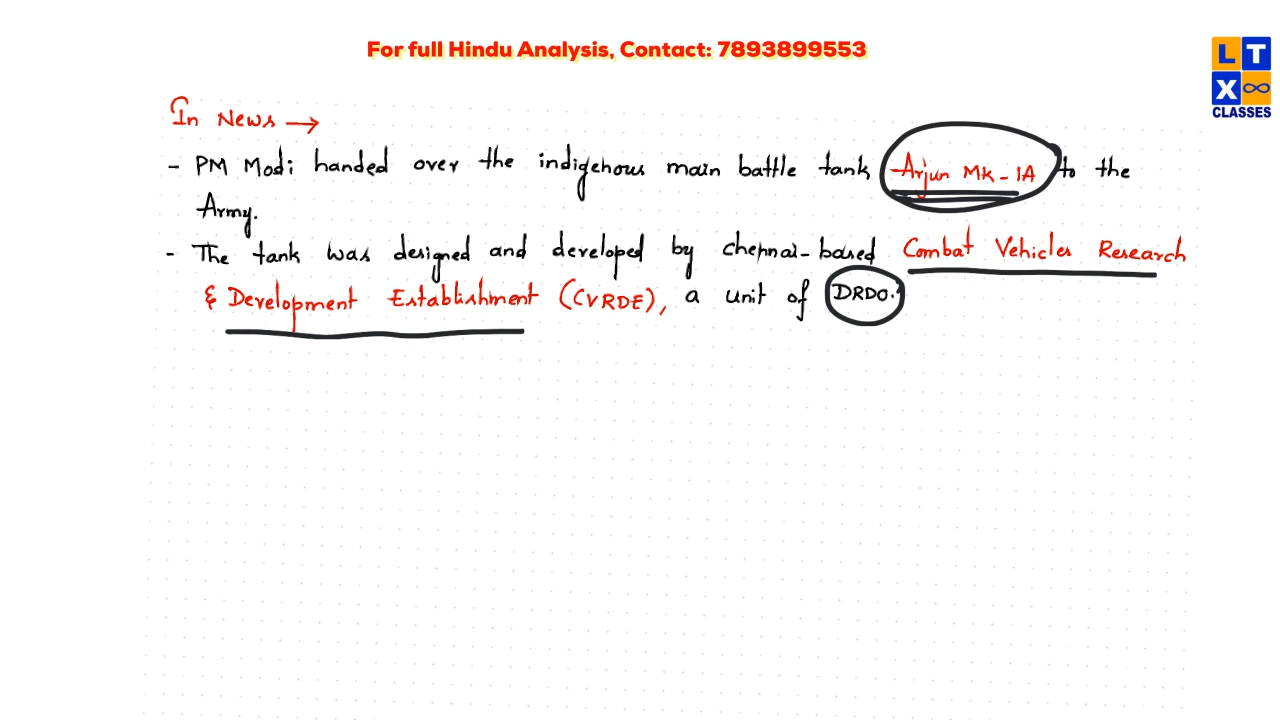 For full Hindu Analysis, Contact: 7893899553
L T
X ∞
CLASSES
In News →
- PM Modi handed over the indigenous main battle tank Arjun MK-1A to the
Army.
- The tank was designed and developed by chennai-based Combat Vehicles Research
& Development Establishment (CVRDE), a unit of DRDO.